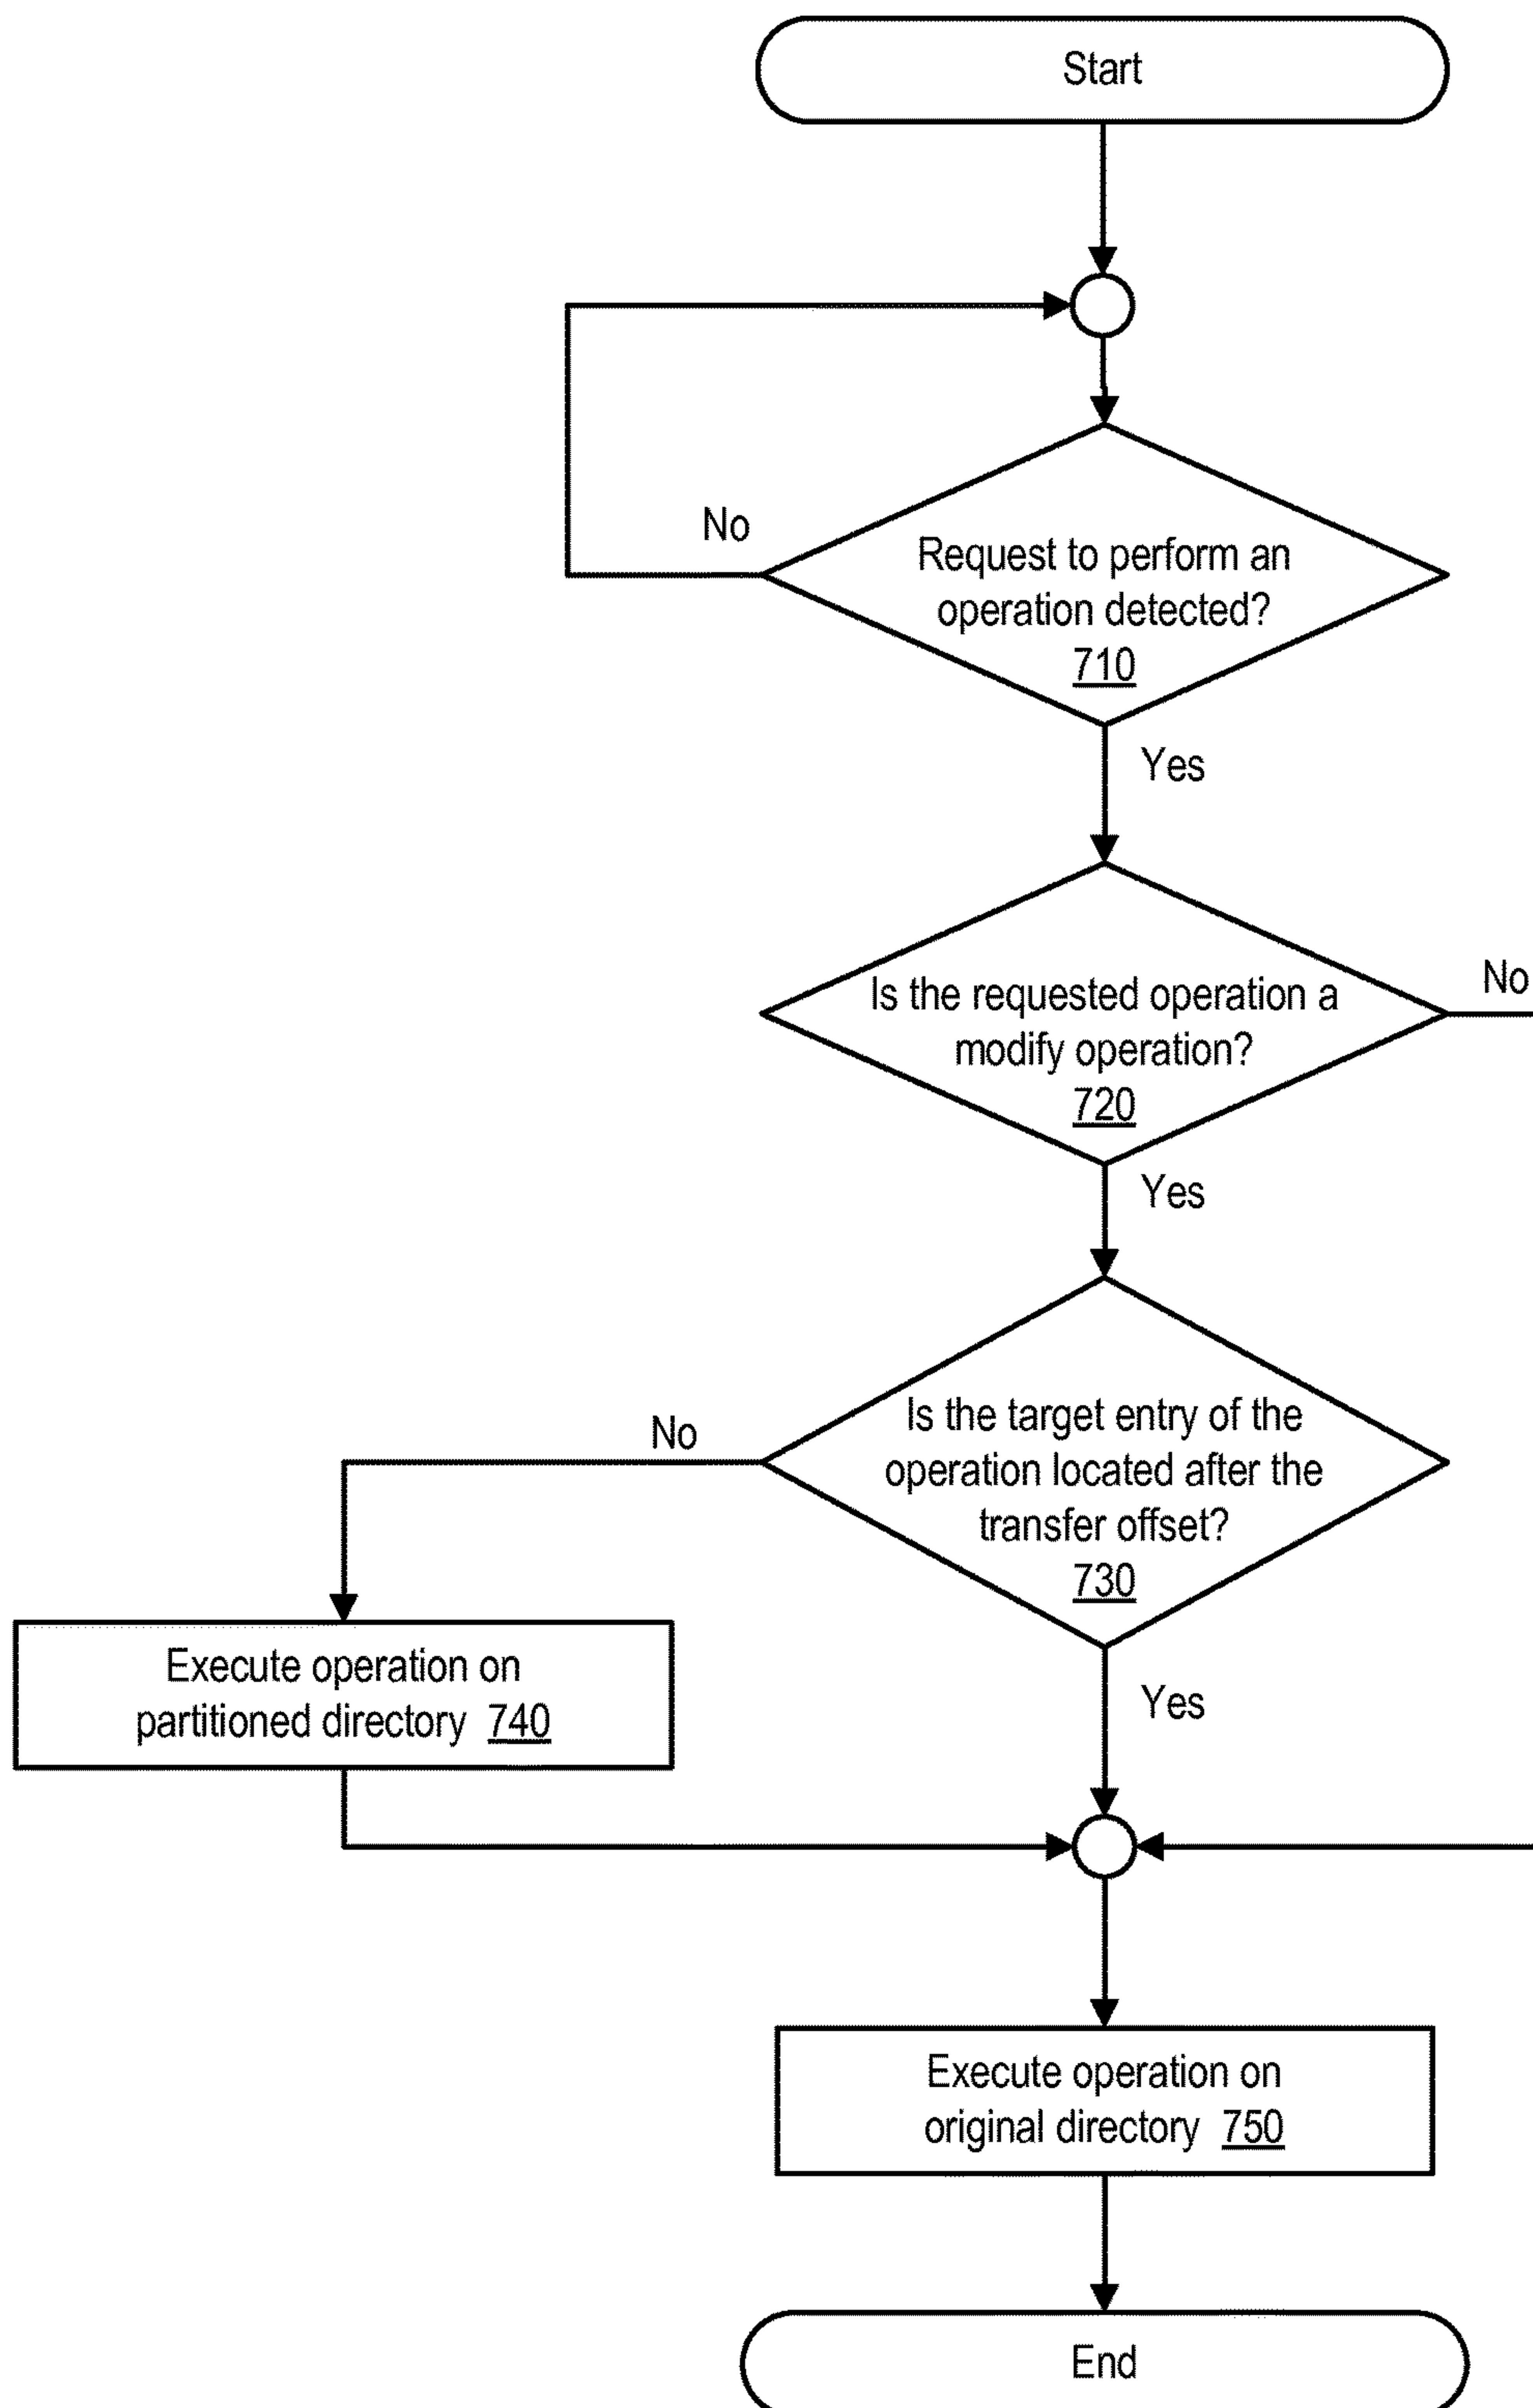 Start
No
Request to perform an
operation detected?
710
Yes
Is the requested operation a
modify operation?
720
No
Yes
Is the target entry of the
operation located after the
transfer offset?
730
No
Yes
Execute operation on
partitioned directory 740
Execute operation on
original directory 750
End